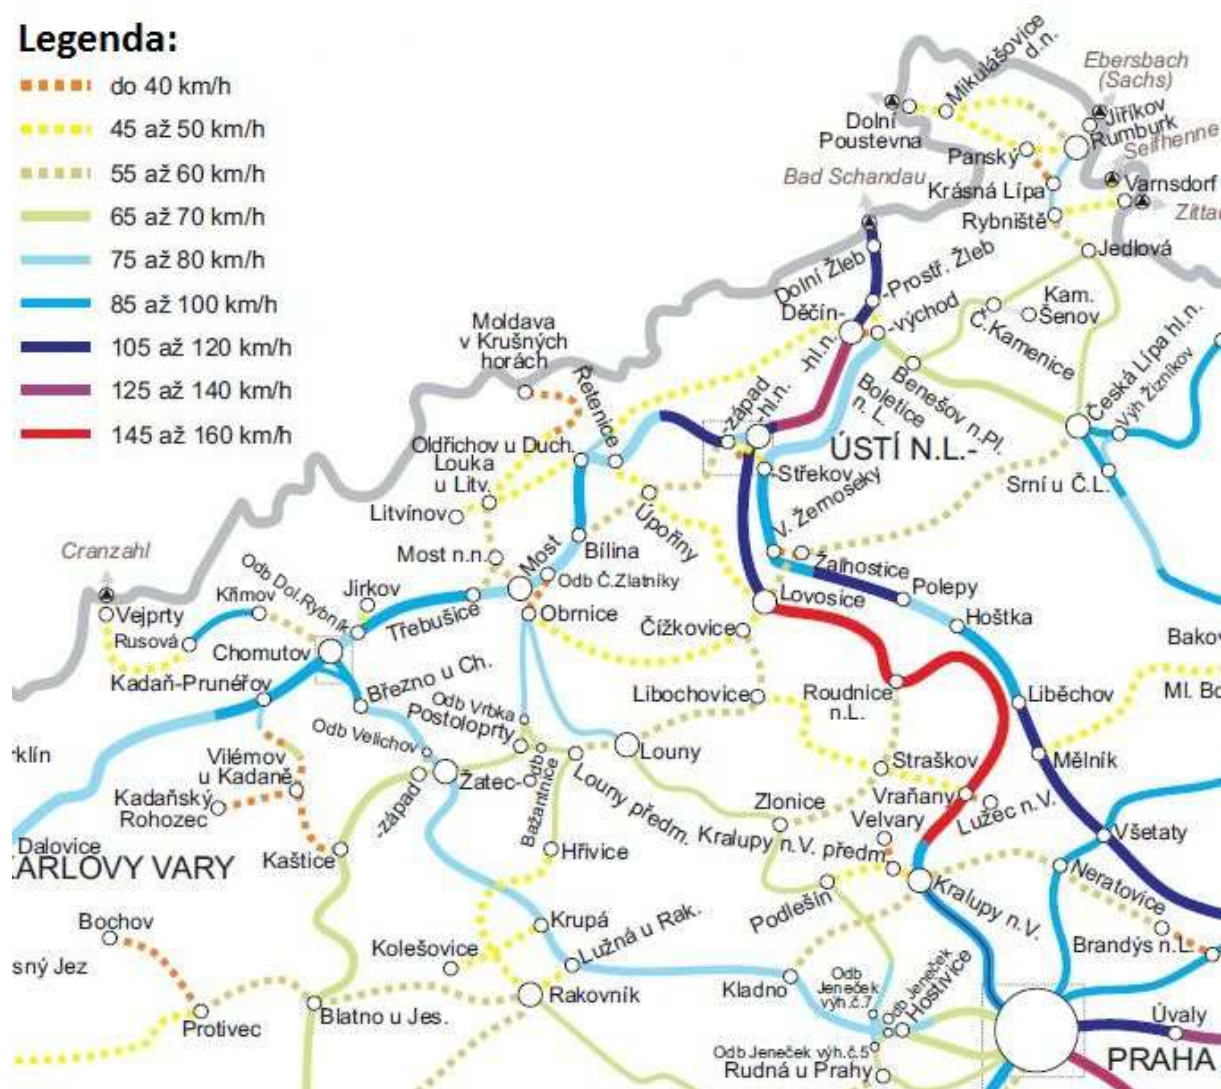 Legenda:
do 40 km/h
45 až 50 km/h
55 až 60 km/h
65 až 70 km/h
75 až 80 km/h
85 až 100 km/h
105 až 120 km/h
125 až 140 km/h
145 až 160 km/h
Mikulášovice
d.n.
Ebersbach
(Sachs)
Dolní
Poustevna
Jiříkov
Rumburk
Panský
Seifhenne
Bad Schandau
Krásná Lípa
Varnsdorf
Rybniště
Zitta
Jedlová
Dolní Žleb
-Prostř. Žleb
Děčín-
-východ
-hl.n.
Kam.
Šenov
Č.Kamenice
Moldava
v Krušných
horách
Řetenice
-západ
-hl.n.
Boletice
n. L.
Benešov n.Pl.
Česká Lípa hl.n.
Výh Žizníkov
Oldřichov u Duch.
ÚSTÍ N.L.-
Louka
u Litv.
-Střekov
Srní u Č.L.
Litvínov
Úpořiny
V. Žernoseky
Cranzahl
Most n.n.
Most
Bílina
Žalhostice
Odb Dol.Rybník
Jirkov
Odb Č.Zlatníky
Polepy
Vejprty
Křimov
Třebušice
Obrnice
Lovosice
Hoštka
Rusová
Chomutov
Čížkovice
Bakov
Kadaň-Prunéřov
Březno u Ch.
Libochovice
Roudnice
n.L.
Liběchov
Ml. Bo
Odb Vrbka
Postoloprty
Odb Velichov
rklín
Vilémov
u Kadaně
Louny
Mělník
Žatec-
-západ
Odb
Bažantnice
Louny předm.
Straškov
Kadaňský
Rohozec
Zlonice
Vraňany
Lužec n.V.
Velvary
Dalovice
Všetaty
KARLOVY VARY
Kaštice
Hřivice
Kralupy n.V. předm.
Neratovice
Kralupy n.V.
Podlešín
Bochov
Krupá
Brandýs n.L.
Kolešovice
Lužná u Rak.
sný Jez
Odb
Jeneček
výh.č.7
Odb Jeneček
Hostivice
Kladno
Rakovník
Protivec
Blatno u Jes.
Úvaly
Odb Jeneček výh.č.5
Rudná u Prahy
PRAHA